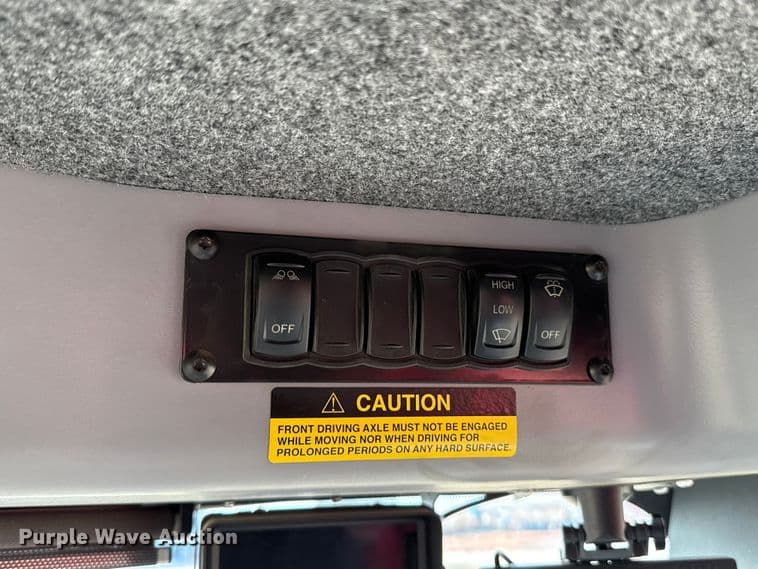 OFF
HIGH
LOW
OFF
CAUTION
FRONT DRIVING AXLE MUST NOT BE ENGAGED
WHILE MOVING NOR WHEN DRIVING FOR
PROLONGED PERIODS ON ANY HARD SURFACE.
Purple Wave Auction®